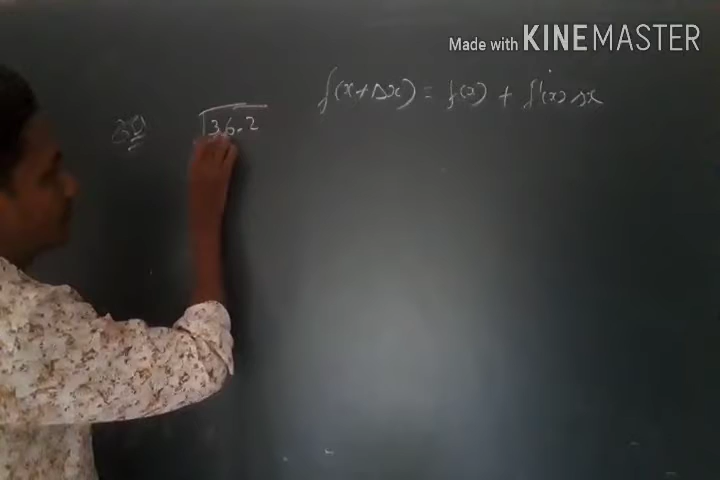 Made with KINEMASTER
√36.2 f(x+Δx) = f(x) + f'(x) Δx